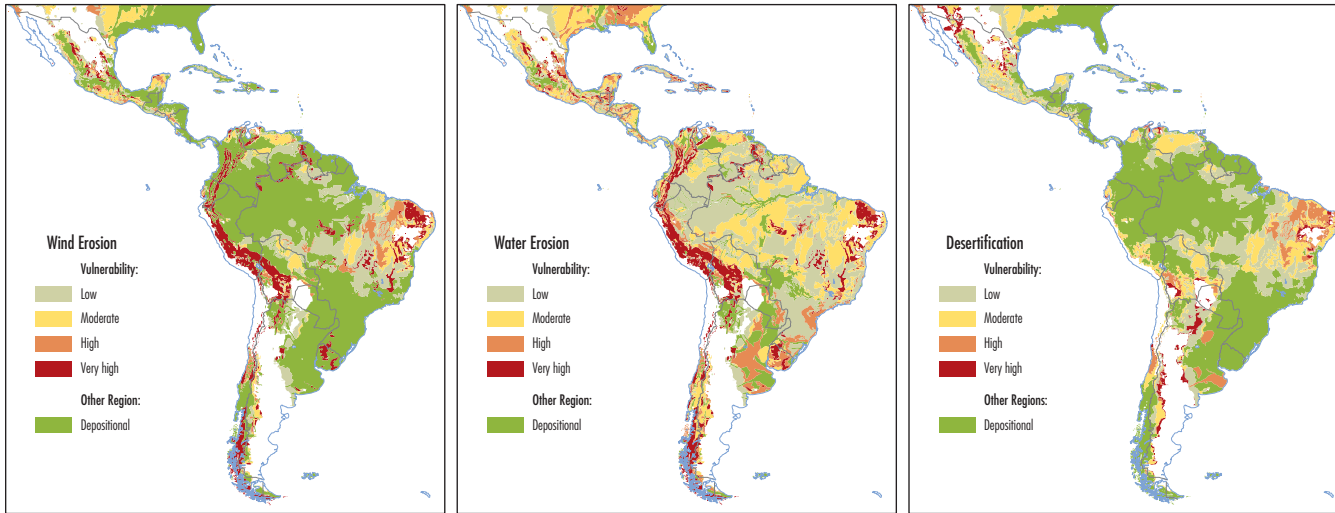 Wind Erosion
Vulnerability:
Low
Moderate
High
Very high
Other Region:
Depositional
Water Erosion
Vulnerability:
Low
Moderate
High
Very high
Other Region:
Depositional
Desertification
Vulnerability:
Low
Moderate
High
Very high
Other Regions:
Depositional